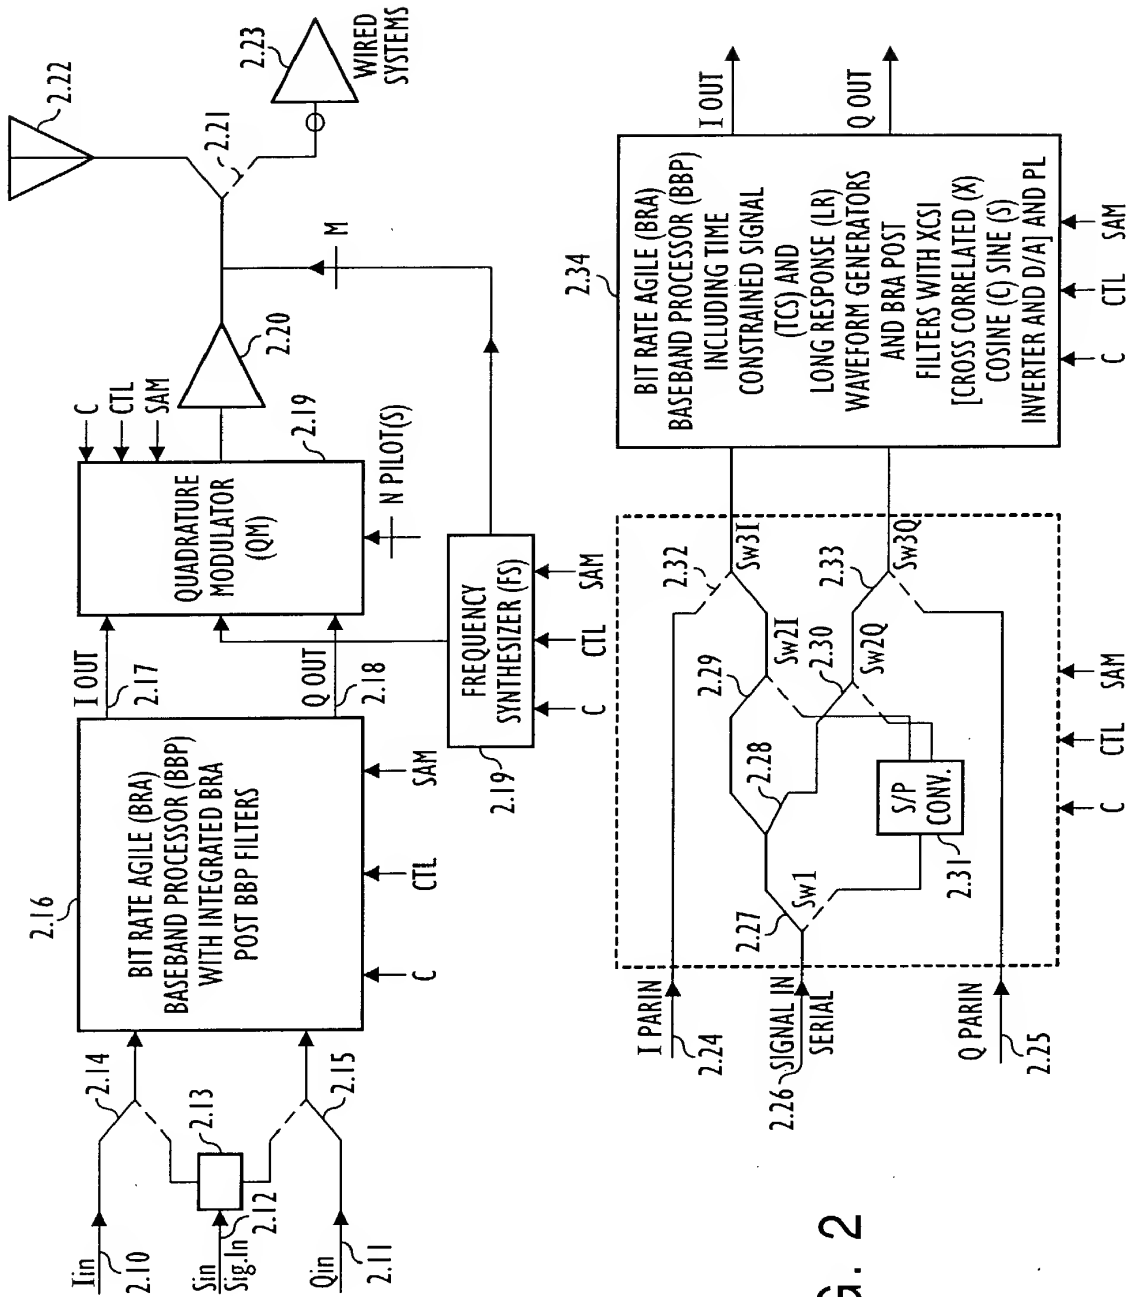 Iin
2.10
Sin
Sig.In
2.12
Qin
2.11
2.13
2.14
2.15
2.16
BIT RATE AGILE (BRA)
BASEBAND PROCESSOR (BBP)
WITH INTEGRATED BRA
POST BBP FILTERS
C
CTL
SAM
I OUT
2.17
Q OUT
2.18
QUADRATURE
MODULATOR
(QM)
2.19
C
CTL
SAM
N PILOT(S)
FREQUENCY
SYNTHESIZER (FS)
2.19
C
CTL
SAM
2.20
M
2.21
2.22
2.23
WIRED
SYSTEMS
I PARIN
2.24
2.26
SIGNAL IN
SERIAL
Q PARIN
2.25
2.27
Sw1
2.28
2.29
Sw2I
2.30
Sw2Q
S/P
CONV.
2.31
2.32
Sw3I
2.33
Sw3Q
C
CTL
SAM
2.34
BIT RATE AGILE (BRA)
BASEBAND PROCESSOR (BBP)
INCLUDING TIME
CONSTRAINED SIGNAL
(TCS) AND
LONG RESPONSE (LR)
WAVEFORM GENERATORS
AND BRA POST
FILTERS WITH XCSI
[CROSS CORRELATED (X)
COSINE (C) SINE (S)
INVERTER AND D/A] AND PL
C
CTL
SAM
I OUT
Q OUT
G. 2